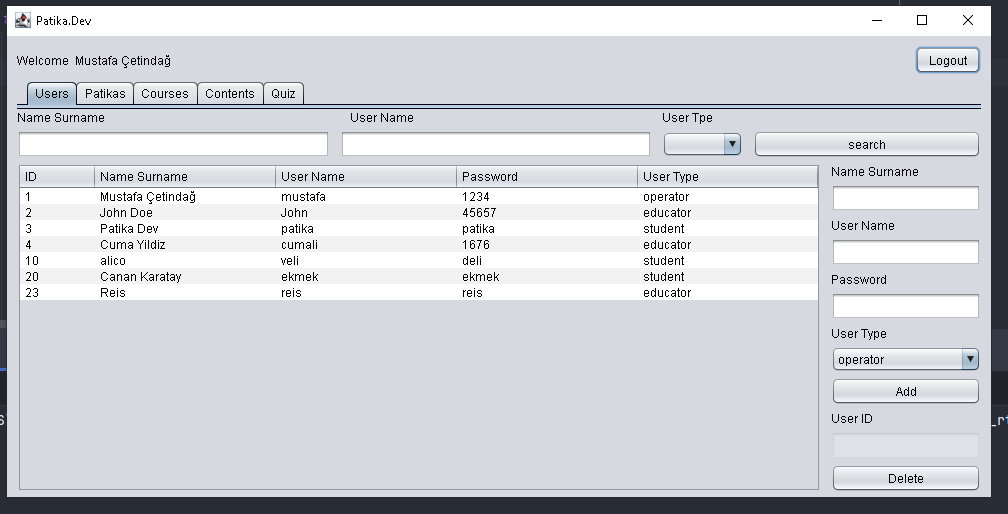 Patika.Dev
Welcome Mustafa Çetindağ
Logout
Users Patikas Courses Contents Quiz
Name Surname User Name User Tpe
search
ID Name Surname User Name Password User Type
1 Mustafa Çetindağ mustafa 1234 operator
2 John Doe John 45657 educator
3 Patika Dev patika patika student
4 Cuma Yildiz cumali 1676 educator
10 alico veli deli student
20 Canan Karatay ekmek ekmek student
23 Reis reis reis educator
Name Surname
User Name
Password
User Type
operator
Add
User ID
Delete